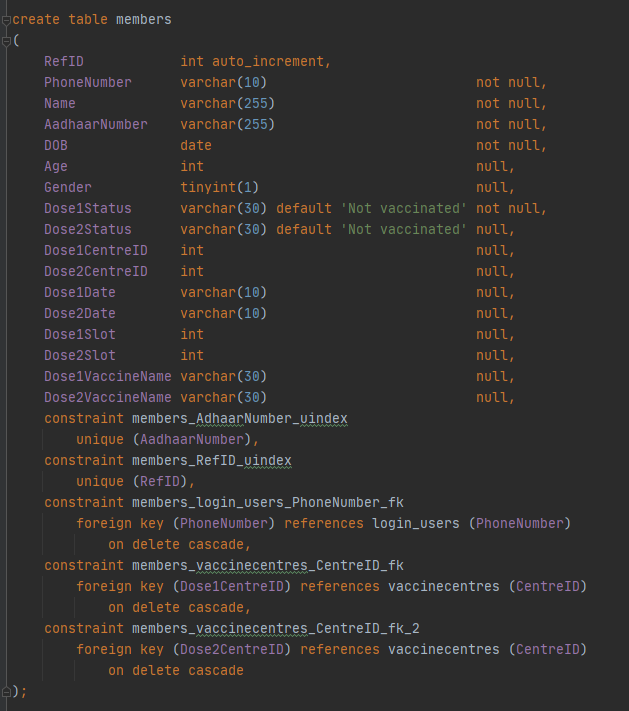 create table members
(
    RefID            int auto_increment,
    PhoneNumber      varchar(10)                          not null,
    Name             varchar(255)                         not null,
    AadhaarNumber    varchar(255)                         not null,
    DOB              date                                 not null,
    Age              int                                  null,
    Gender           tinyint(1)                           null,
    Dose1Status      varchar(30) default 'Not vaccinated' not null,
    Dose2Status      varchar(30) default 'Not vaccinated' null,
    Dose1CentreID    int                                  null,
    Dose2CentreID    int                                  null,
    Dose1Date        varchar(10)                          null,
    Dose2Date        varchar(10)                          null,
    Dose1Slot        int                                  null,
    Dose2Slot        int                                  null,
    Dose1VaccineName varchar(30)                          null,
    Dose2VaccineName varchar(30)                          null,
    constraint members_AdhaarNumber_uindex
        unique (AadhaarNumber),
    constraint members_RefID_uindex
        unique (RefID),
    constraint members_login_users_PhoneNumber_fk
        foreign key (PhoneNumber) references login_users (PhoneNumber)
            on delete cascade,
    constraint members_vaccinecentres_CentreID_fk
        foreign key (Dose1CentreID) references vaccinecentres (CentreID)
            on delete cascade,
    constraint members_vaccinecentres_CentreID_fk_2
        foreign key (Dose2CentreID) references vaccinecentres (CentreID)
            on delete cascade
);